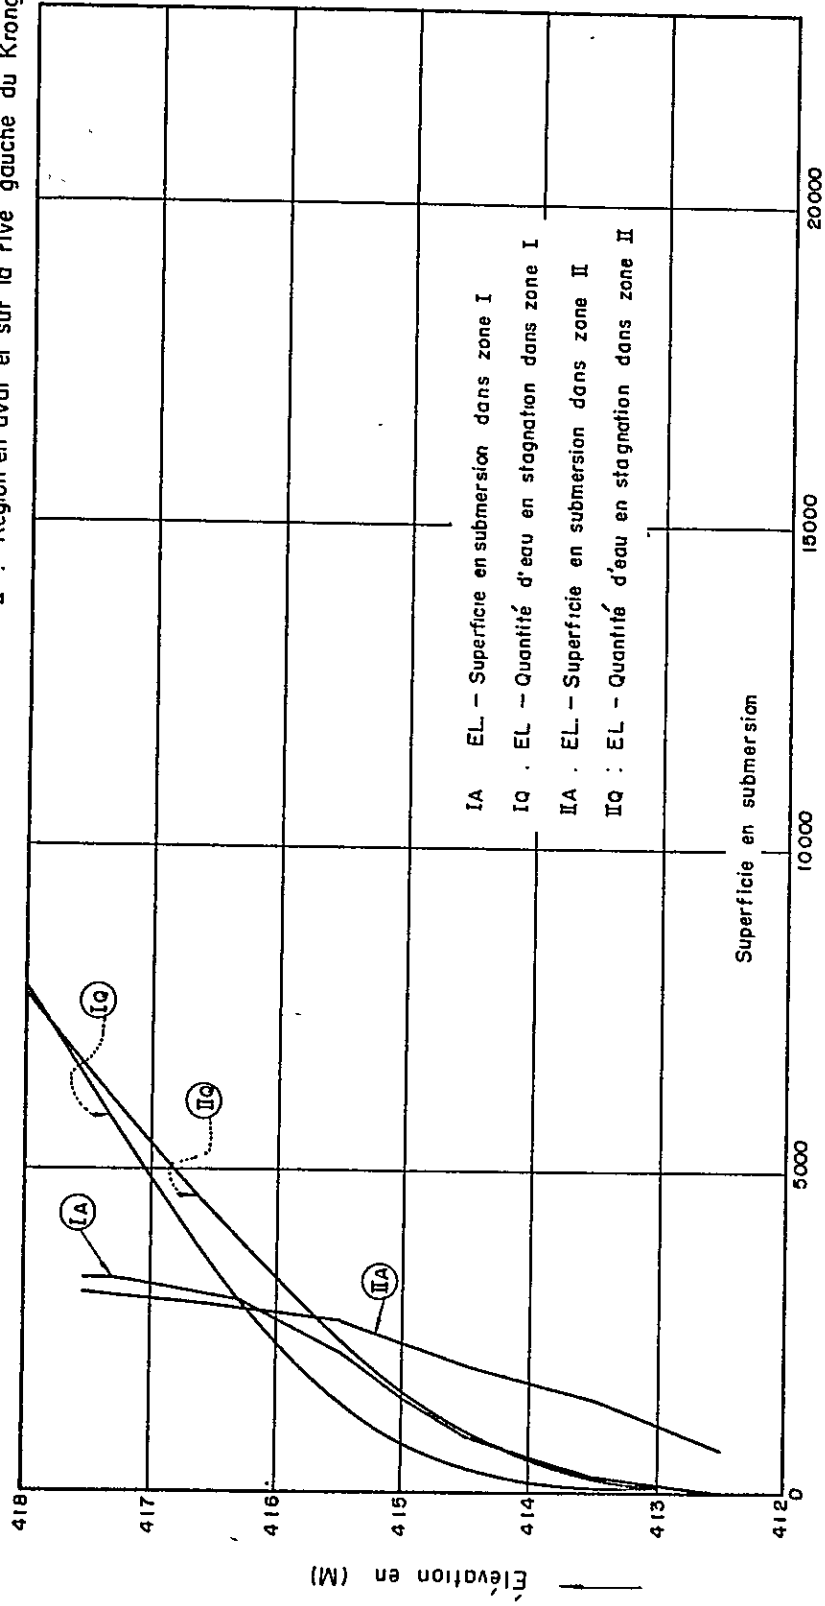 : Région en aval et sur la rive gauche du Krong
418
417
416
415
414
413
412
Élévation en (M)
0
5000
10000
15000
20000
Superficie en submersion
IA
IQ
IIQ
IIA
IA EL. - Superficie en submersion dans zone I
IQ . EL - Quantité d'eau en stagnation dans zone I
IIA . EL. - Superficie en submersion dans zone II
IIQ : EL - Quantité d'eau en stagnation dans zone II